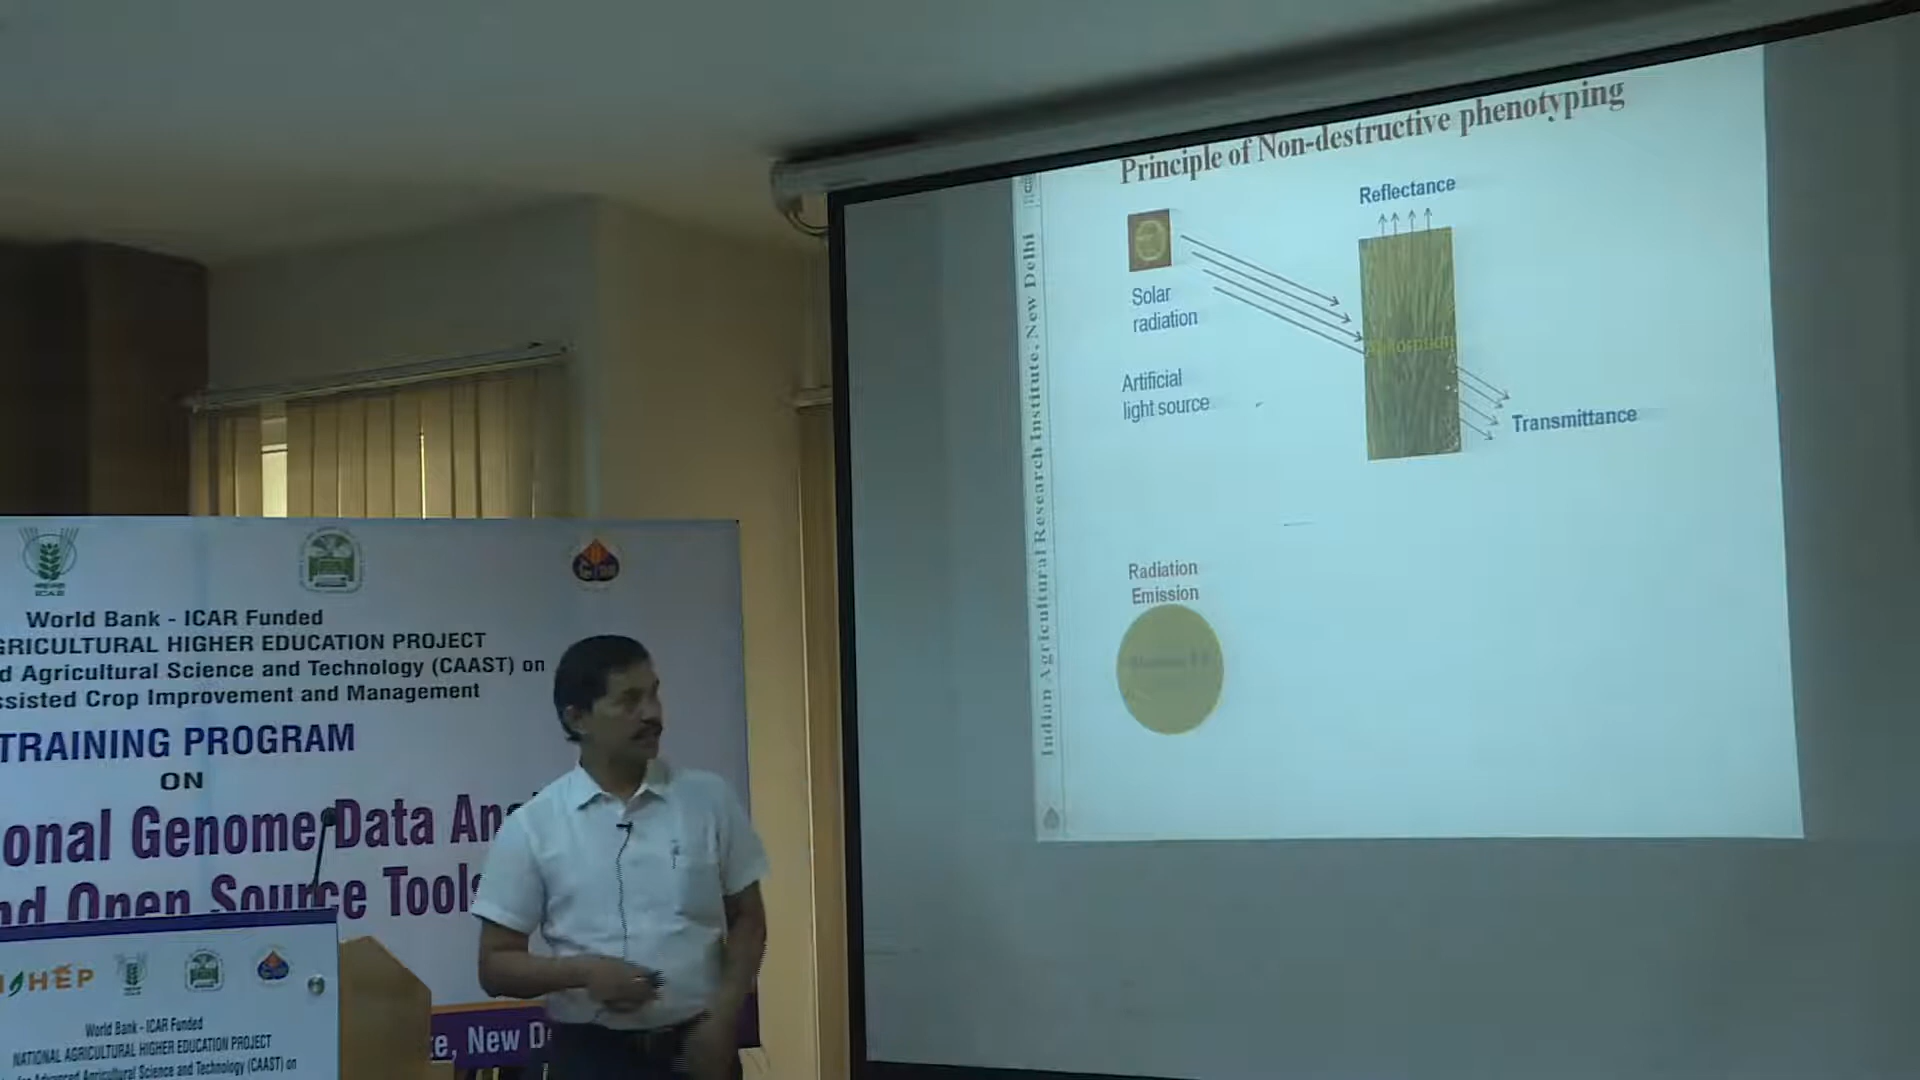 Principle of Non-destructive phenotyping
Reflectance
Solar
radiation
Absorption
Artificial
light source
Transmittance
Radiation
Emission
Indian Agricultural Research Institute, New Delhi
World Bank - ICAR Funded
GRICULTURAL HIGHER EDUCATION PROJECT
d Agricultural Science and Technology (CAAST) on
ssisted Crop Improvement and Management
TRAINING PROGRAM
ON
onal Genome Data An
nd Open Source Tools
te, New De
HEP
World Bank - ICAR Funded
NATIONAL AGRICULTURAL HIGHER EDUCATION PROJECT
Advanced Agricultural Science and Technology (CAAST) on